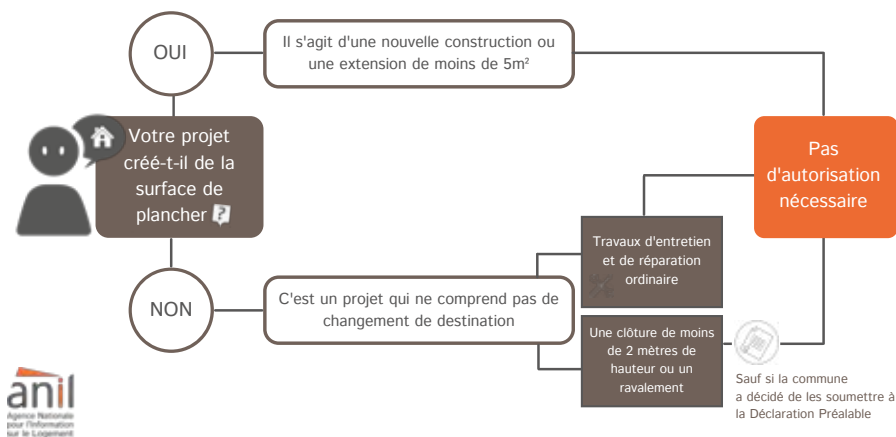 OUI
Il s'agit d'une nouvelle construction ou
une extension de moins de 5m²
Votre projet
créé-t-il de la
surface de
plancher ?
Pas
d'autorisation
nécessaire
Travaux d'entretien
et de réparation
ordinaire
NON
C'est un projet qui ne comprend pas de
changement de destination
Une clôture de moins
de 2 mètres de
hauteur ou un
ravalement
Sauf si la commune
a décidé de les soumettre à
la Déclaration Préalable
anil
Agence Nationale
pour l'Information
sur le Logement